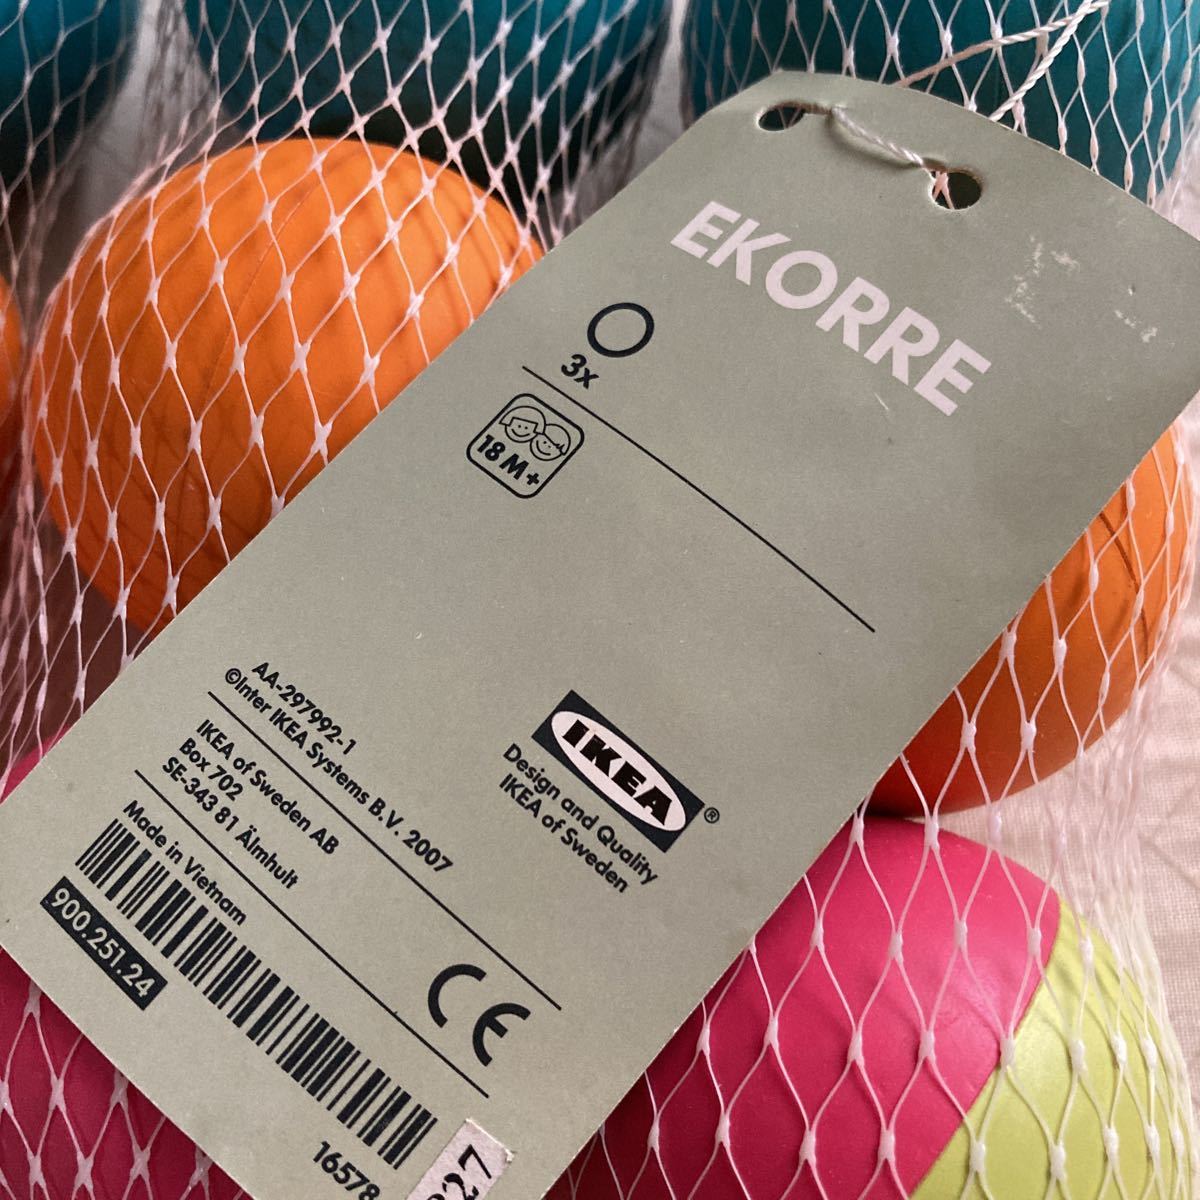 EKORRE
3x
18 M+
AA-297992-1
©Inter IKEA Systems B.V. 2007
IKEA of Sweden AB
Box 702
SE-343 81 Älmhult
Made in Vietnam
900.251.24
16578
IKEA®
Design and Quality
IKEA of Sweden
CE